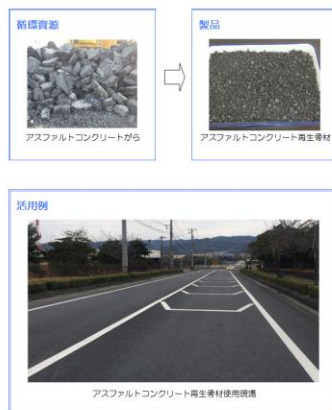 循環資源
製品
アスファルトコンクリートがら
アスファルトコンクリート再生骨材
活用例
アスファルトコンクリート再生骨材使用現場